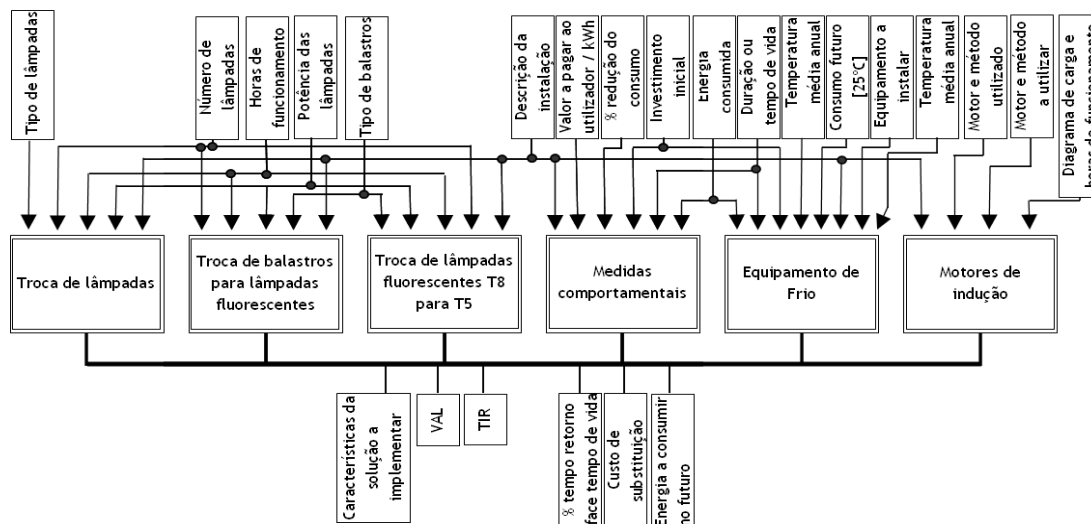 Tipo de lâmpadas
Número de
lâmpadas
Horas de
funcionamento
Potência das
lâmpadas
Tipo de balastros
Descrição da
instalação
Valor a pagar ao
utilizador / kWh
% redução do
consumo
Investimento
inicial
Energia
consumida
Duração ou
tempo de vida
Temperatura
média anual
Consumo futuro
[25°C]
Equipamento a
instalar
Temperatura
média anual
Motor e método
utilizado
Motor e método
a utilizar
Diagrama de carga e
horas de funcionamento
Troca de lâmpadas
Troca de balastros
para lâmpadas
fluorescentes
Troca de lâmpadas
fluorescentes T8
para T5
Medidas
comportamentais
Equipamento de
Frio
Motores de
indução
Características da
solução a
implementar
VAL
TIR
% tempo retorno
face tempo de vida
Custo de
substituição
Energia a consumir
no futuro